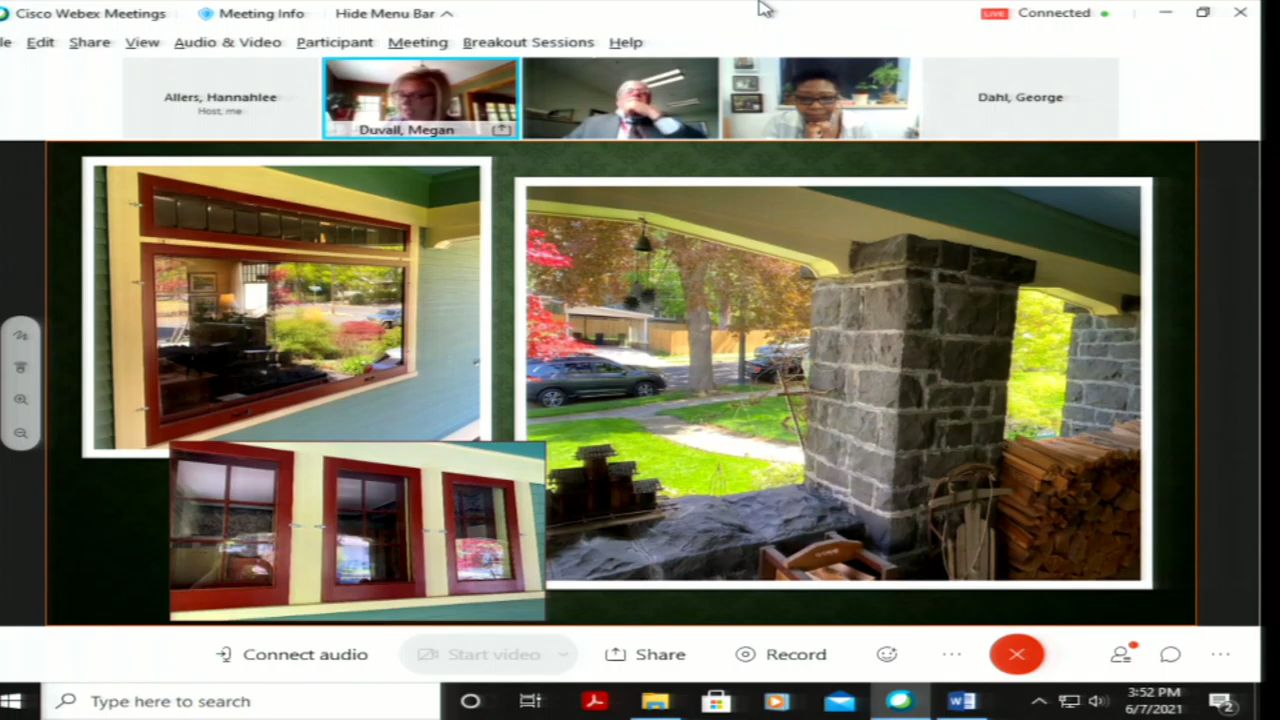 Cisco Webex Meetings Meeting Info Hide Menu Bar LIVE Connected
le Edit Share View Audio & Video Participant Meeting Breakout Sessions Help
Allers, Hannahlee
Host, me
Duvall, Megan
Dahl, George
Connect audio Start video Share Record
Type here to search
3:52 PM
6/7/2021
2